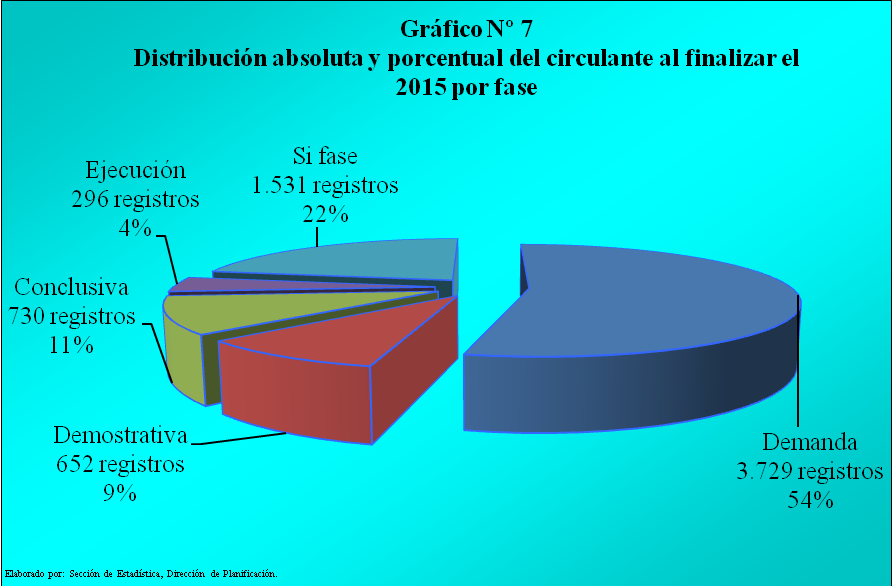 Gráfico Nº 7
Distribución absoluta y porcentual del circulante al finalizar el
2015 por fase
Si fase
1.531 registros
22%
Ejecución
296 registros
4%
Conclusiva
730 registros
11%
Demostrativa
652 registros
9%
Demanda
3.729 registros
54%
Elaborado por: Sección de Estadística, Dirección de Planificación.